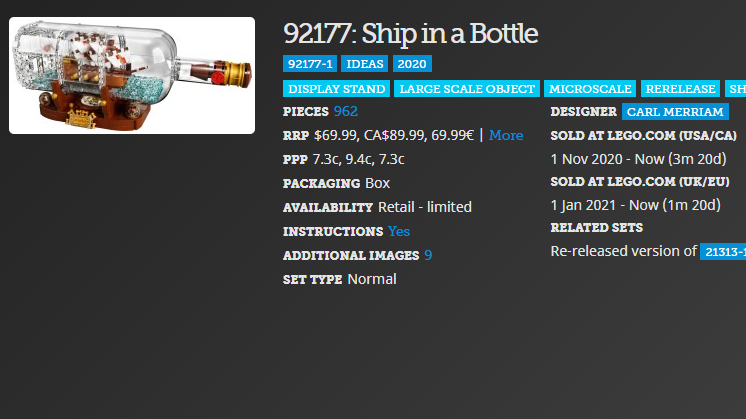 92177: Ship in a Bottle
92177-1 IDEAS 2020
DISPLAY STAND LARGE SCALE OBJECT MICROSCALE RERELEASE SH
PIECES 962
RRP $69.99, CA$89.99, 69.99€ | More
PPP 7.3c, 9.4c, 7.3c
PACKAGING Box
AVAILABILITY Retail - limited
INSTRUCTIONS Yes
ADDITIONAL IMAGES 9
SET TYPE Normal
DESIGNER CARL MERRIAM
SOLD AT LEGO.COM (USA/CA)
1 Nov 2020 - Now (3m 20d)
SOLD AT LEGO.COM (UK/EU)
1 Jan 2021 - Now (1m 20d)
RELATED SETS
Re-released version of 21313-1